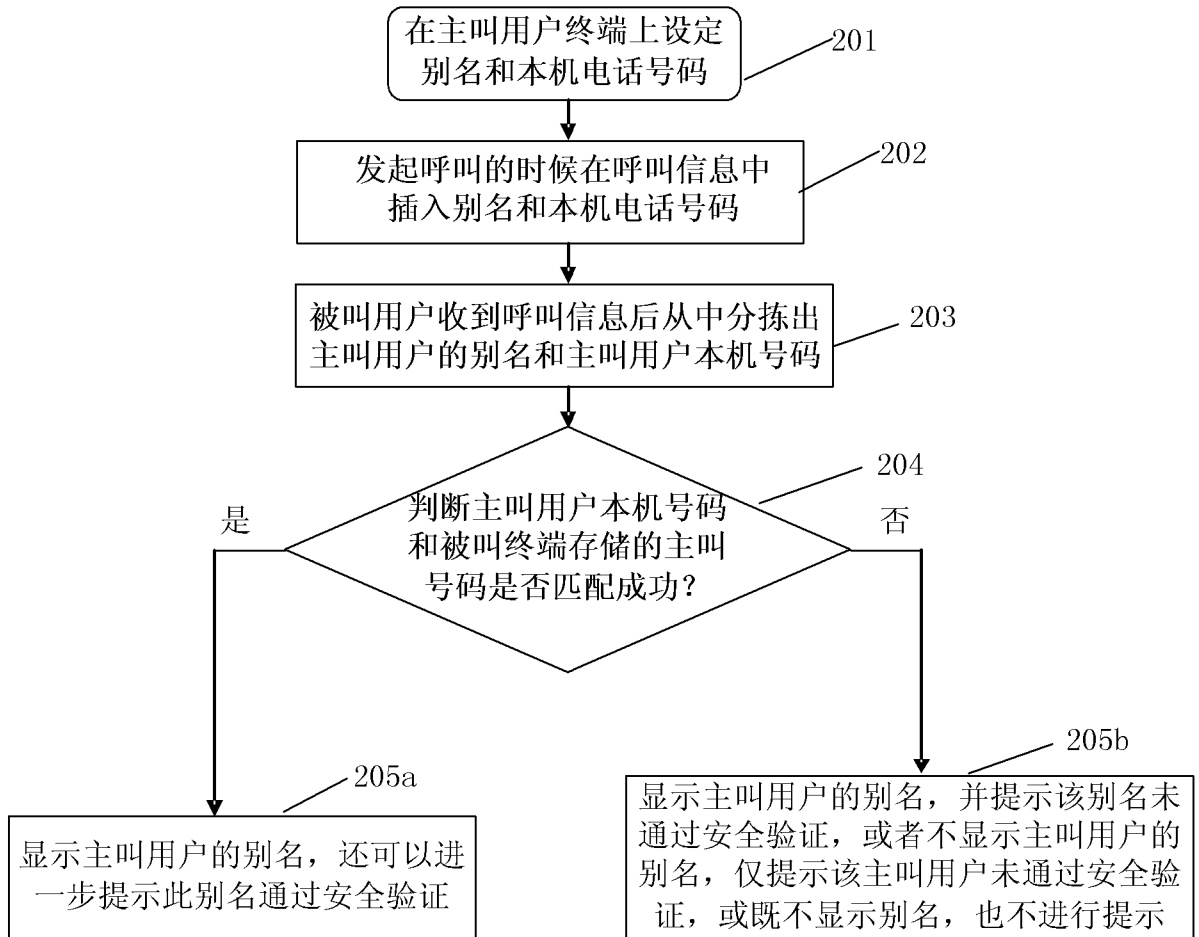 在主叫用户终端上设定
别名和本机电话号码
201
发起呼叫的时候在呼叫信息中
插入别名和本机电话号码
202
被叫用户收到呼叫信息后从中分拣出
主叫用户的别名和主叫用户本机号码
203
204
判断主叫用户本机号码
和被叫终端存储的主叫
号码是否匹配成功?
是
否
205a
显示主叫用户的别名,还可以进
一步提示此别名通过安全验证
205b
显示主叫用户的别名,并提示该别名未
通过安全验证,或者不显示主叫用户的
别名,仅提示该主叫用户未通过安全验
证,或既不显示别名,也不进行提示